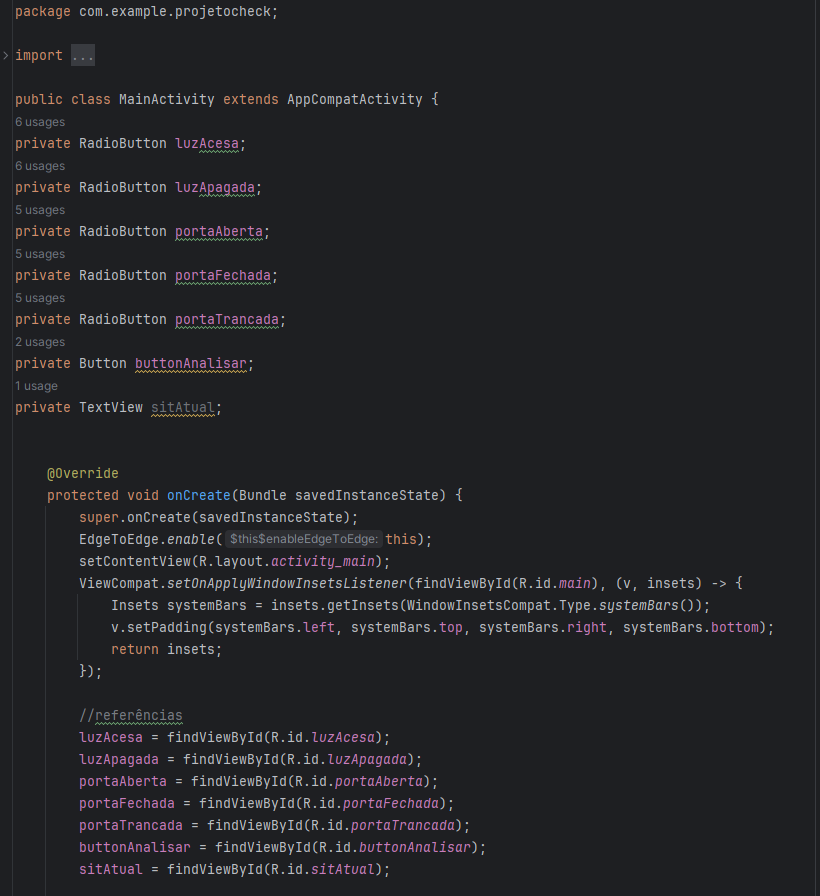 package com.example.projetocheck;
import ...
public class MainActivity extends AppCompatActivity {
6 usages
private RadioButton luzAcesa;
6 usages
private RadioButton luzApagada;
5 usages
private RadioButton portaAberta;
5 usages
private RadioButton portaFechada;
5 usages
private RadioButton portaTrancada;
2 usages
private Button buttonAnalisar;
1 usage
private TextView sitAtual;
@Override
protected void onCreate(Bundle savedInstanceState) {
super.onCreate(savedInstanceState);
EdgeToEdge.enable( $this$enableEdgeToEdge: this);
setContentView(R.layout.activity_main);
ViewCompat.setOnApplyWindowInsetsListener(findViewById(R.id.main), (v, insets) -> {
Insets systemBars = insets.getInsets(WindowInsetsCompat.Type.systemBars());
v.setPadding(systemBars.left, systemBars.top, systemBars.right, systemBars.bottom);
return insets;
});
//referências
luzAcesa = findViewById(R.id.luzAcesa);
luzApagada = findViewById(R.id.luzApagada);
portaAberta = findViewById(R.id.portaAberta);
portaFechada = findViewById(R.id.portaFechada);
portaTrancada = findViewById(R.id.portaTrancada);
buttonAnalisar = findViewById(R.id.buttonAnalisar);
sitAtual = findViewById(R.id.sitAtual);